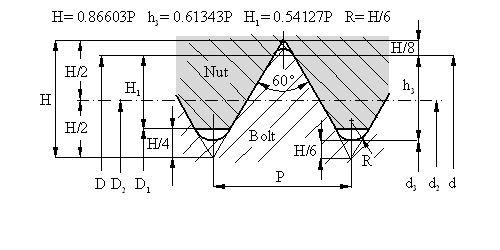 H= 0.86603P h₃= 0.61343P H₁= 0.54127P R= H/6
H/8
H/2
Nut
60°
H₁
h₃
H
H/2
H/4
Bolt
H/6
R
D D₂ D₁
P
d₃ d₂ d